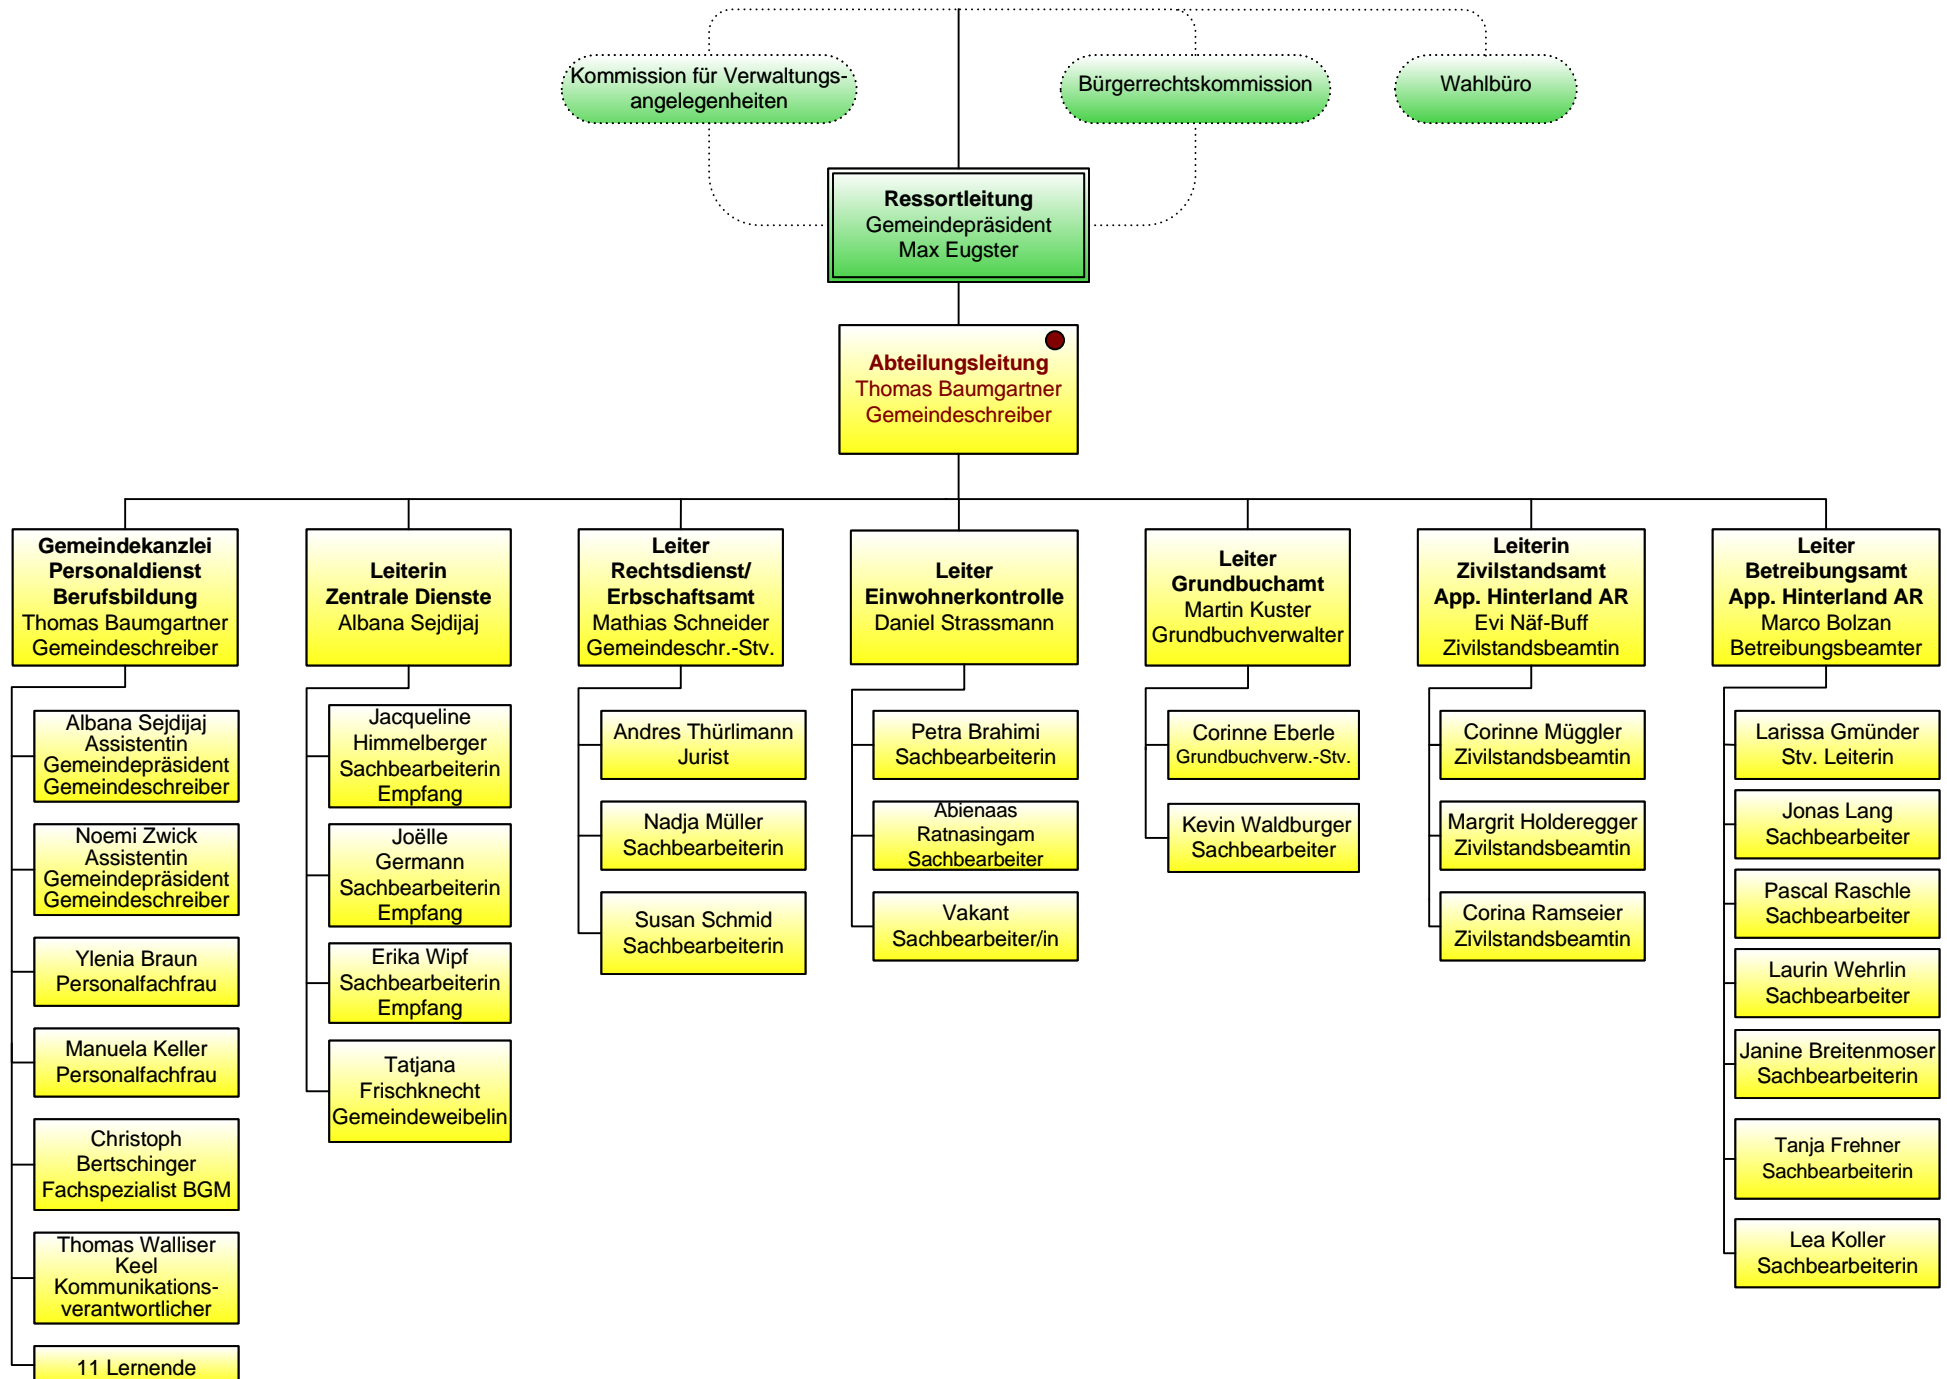 Kommission für Verwaltungs-
angelegenheiten
Bürgerrechtskommission
Wahlbüro
Ressortleitung
Gemeindepräsident
Max Eugster
Abteilungsleitung
Thomas Baumgartner
Gemeindeschreiber
Gemeindekanzlei
Personaldienst
Berufsbildung
Thomas Baumgartner
Gemeindeschreiber
Albana Sejdijaj
Assistentin
Gemeindepräsident
Gemeindeschreiber
Noemi Zwick
Assistentin
Gemeindepräsident
Gemeindeschreiber
Ylenia Braun
Personalfachfrau
Manuela Keller
Personalfachfrau
Christoph
Bertschinger
Fachspezialist BGM
Thomas Walliser
Keel
Kommunikations-
verantwortlicher
11 Lernende
Leiterin
Zentrale Dienste
Albana Sejdijaj
Jacqueline
Himmelberger
Sachbearbeiterin
Empfang
Joëlle
Germann
Sachbearbeiterin
Empfang
Erika Wipf
Sachbearbeiterin
Empfang
Tatjana
Frischknecht
Gemeindeweibelin
Leiter
Rechtsdienst/
Erbschaftsamt
Mathias Schneider
Gemeindeschr.-Stv.
Andres Thürlimann
Jurist
Nadja Müller
Sachbearbeiterin
Susan Schmid
Sachbearbeiterin
Leiter
Einwohnerkontrolle
Daniel Strassmann
Petra Brahimi
Sachbearbeiterin
Abienaas
Ratnasingam
Sachbearbeiter
Vakant
Sachbearbeiter/in
Leiter
Grundbuchamt
Martin Kuster
Grundbuchverwalter
Corinne Eberle
Grundbuchverw.-Stv.
Kevin Waldburger
Sachbearbeiter
Leiterin
Zivilstandsamt
App. Hinterland AR
Evi Näf-Buff
Zivilstandsbeamtin
Corinne Müggler
Zivilstandsbeamtin
Margrit Holderegger
Zivilstandsbeamtin
Corina Ramseier
Zivilstandsbeamtin
Leiter
Betreibungsamt
App. Hinterland AR
Marco Bolzan
Betreibungsbeamter
Larissa Gmünder
Stv. Leiterin
Jonas Lang
Sachbearbeiter
Pascal Raschle
Sachbearbeiter
Laurin Wehrlin
Sachbearbeiter
Janine Breitenmoser
Sachbearbeiterin
Tanja Frehner
Sachbearbeiterin
Lea Koller
Sachbearbeiterin